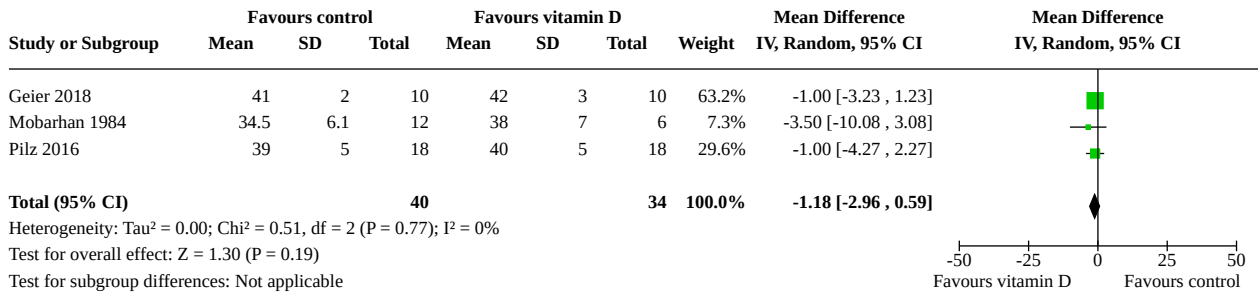 Favours control Favours vitamin D Mean Difference Mean Difference
Study or Subgroup Mean SD Total Mean SD Total Weight IV, Random, 95% CI IV, Random, 95% CI
Geier 2018 41 2 10 42 3 10 63.2% -1.00 [-3.23 , 1.23]
Mobarhan 1984 34.5 6.1 12 38 7 6 7.3% -3.50 [-10.08 , 3.08]
Pilz 2016 39 5 18 40 5 18 29.6% -1.00 [-4.27 , 2.27]
Total (95% CI) 40 34 100.0% -1.18 [-2.96 , 0.59]
Heterogeneity: Tau² = 0.00; Chi² = 0.51, df = 2 (P = 0.77); I² = 0%
Test for overall effect: Z = 1.30 (P = 0.19) -50 -25 0 25 50
Test for subgroup differences: Not applicable Favours vitamin D Favours control